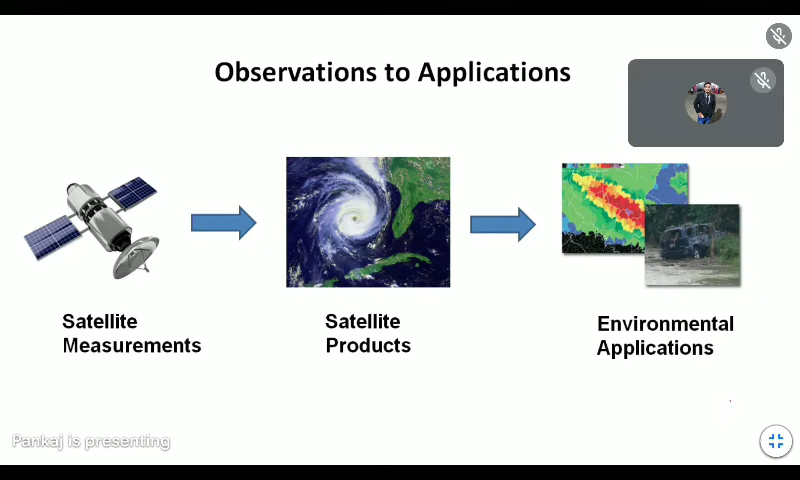 Observations to Applications
Satellite
Measurements
Satellite
Products
Environmental
Applications
Pankaj is presenting